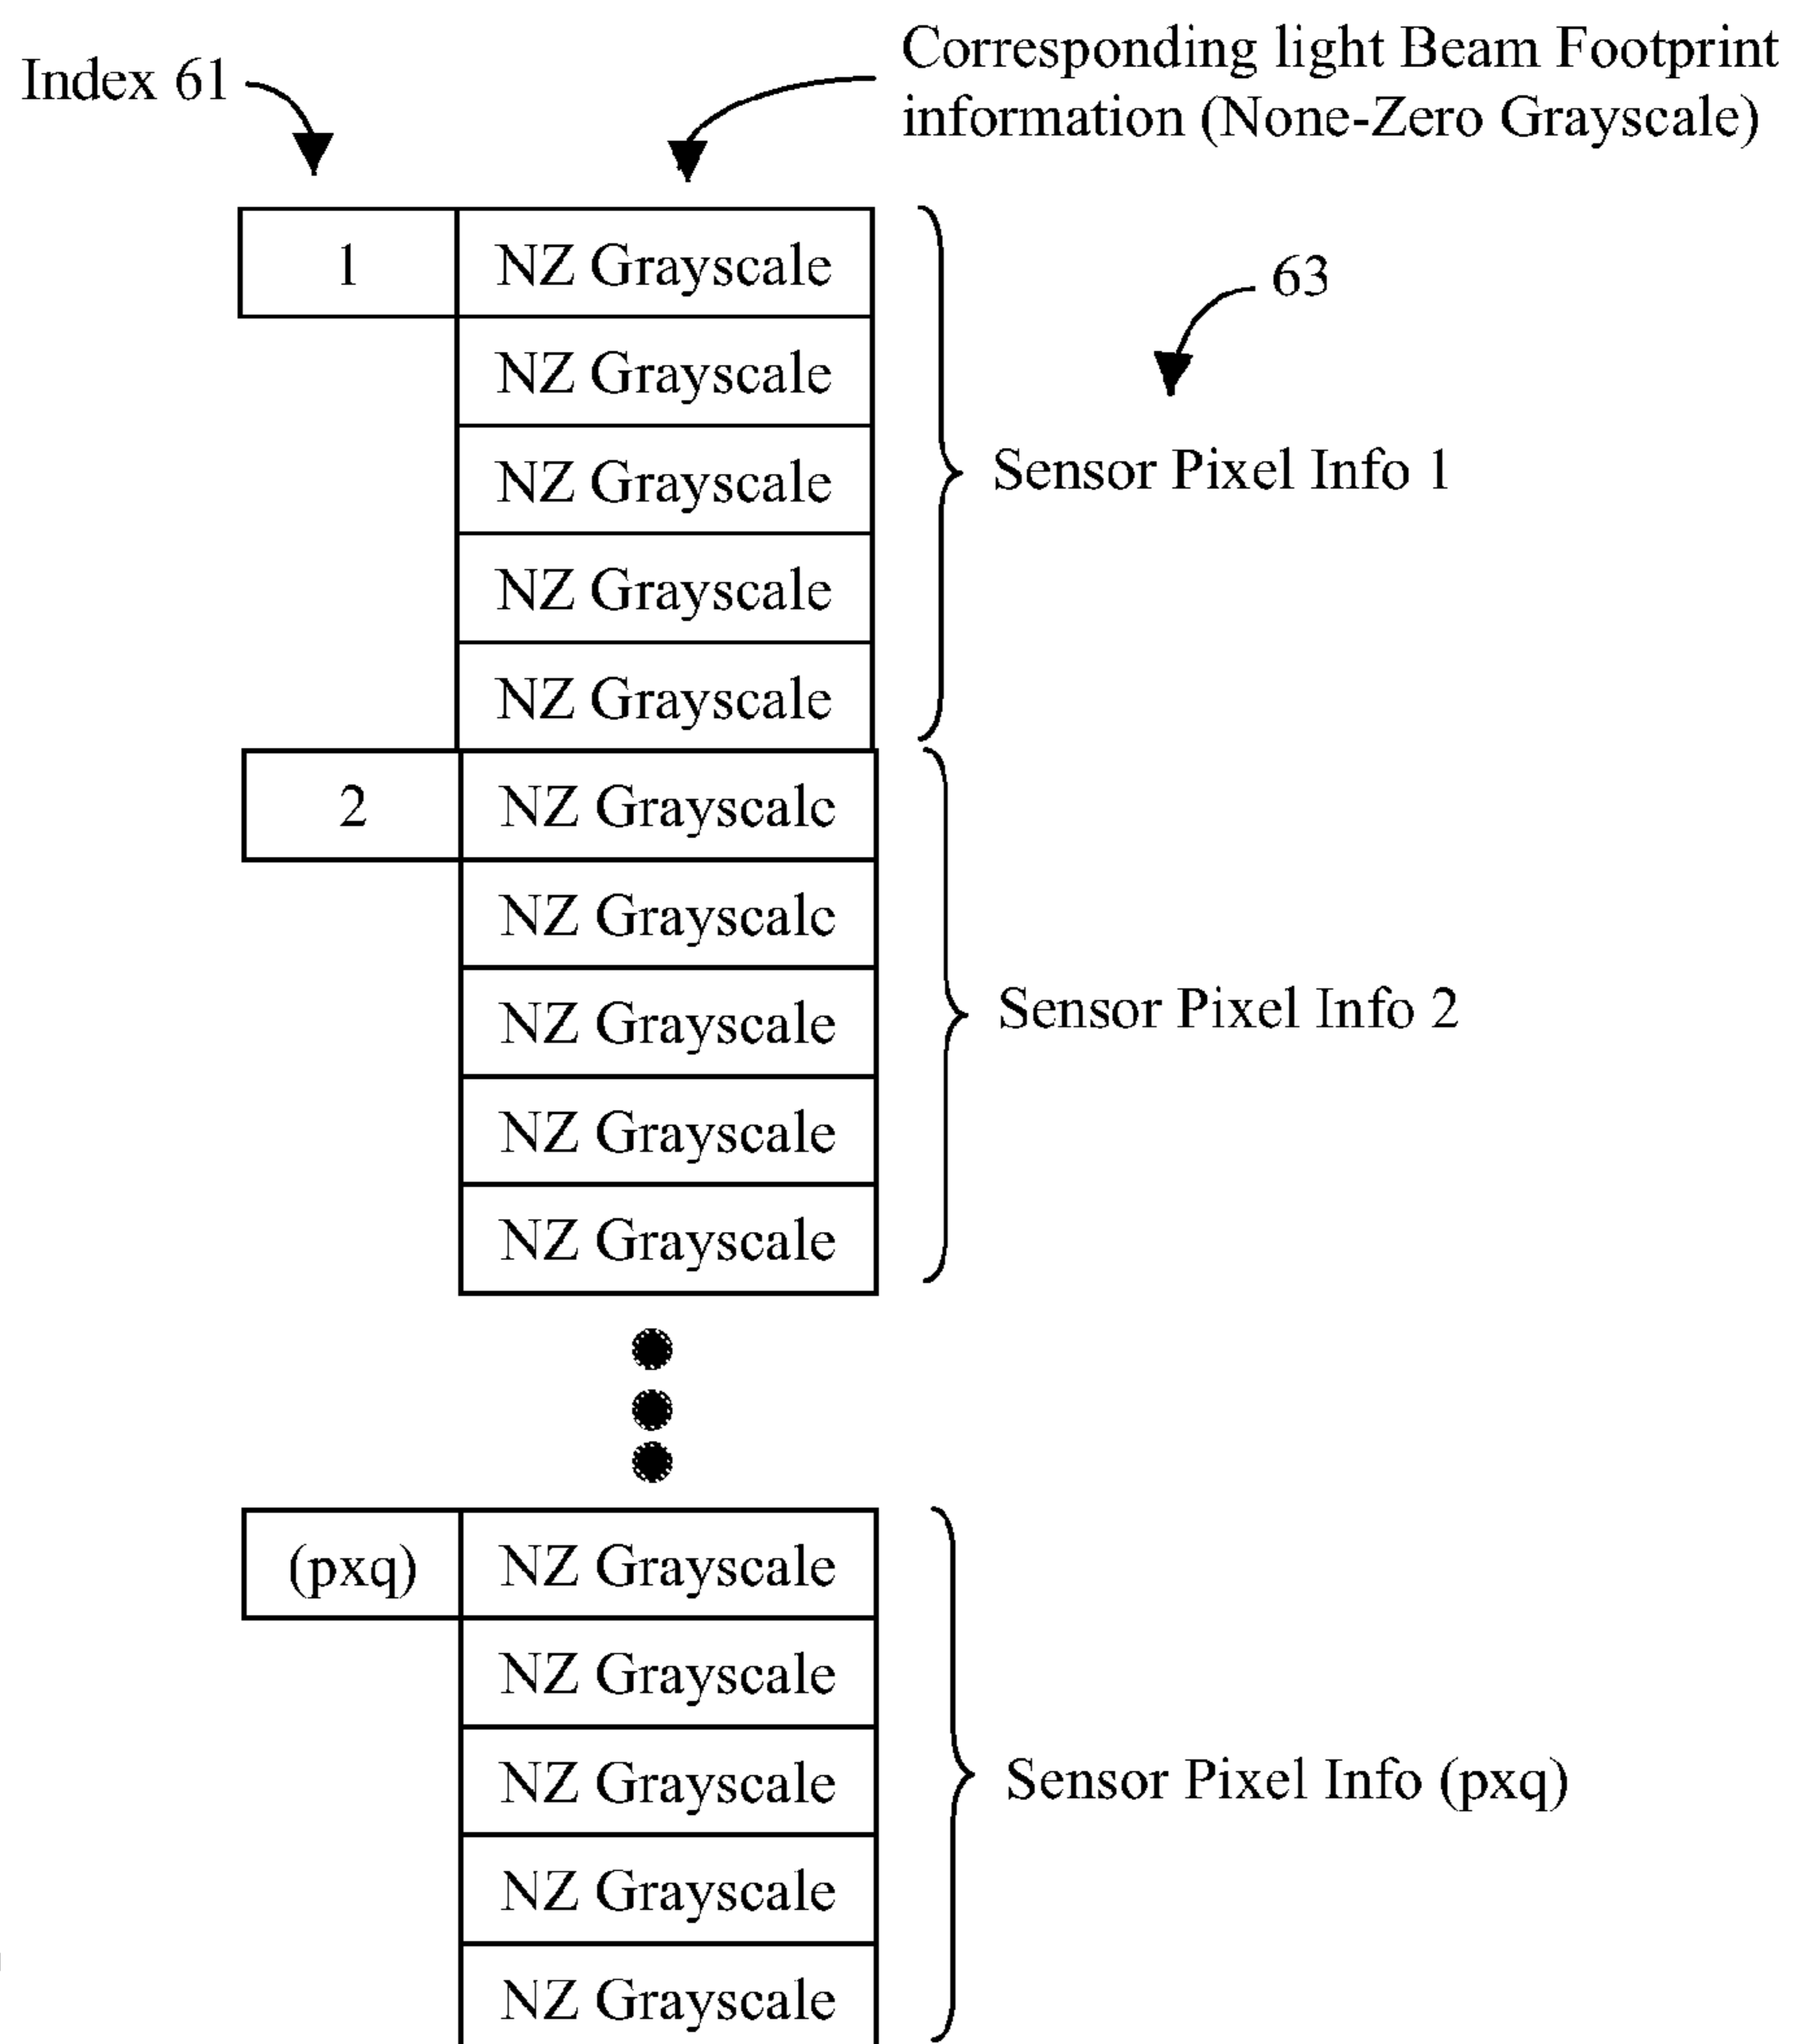 Index 61
Corresponding light Beam Footprint
information (None-Zero Grayscale)
1 NZ Grayscale
63
NZ Grayscale
NZ Grayscale
Sensor Pixel Info 1
NZ Grayscale
NZ Grayscale
2 NZ Grayscale
NZ Grayscale
NZ Grayscale
Sensor Pixel Info 2
NZ Grayscale
NZ Grayscale
(pxq) NZ Grayscale
NZ Grayscale
NZ Grayscale
Sensor Pixel Info (pxq)
NZ Grayscale
NZ Grayscale